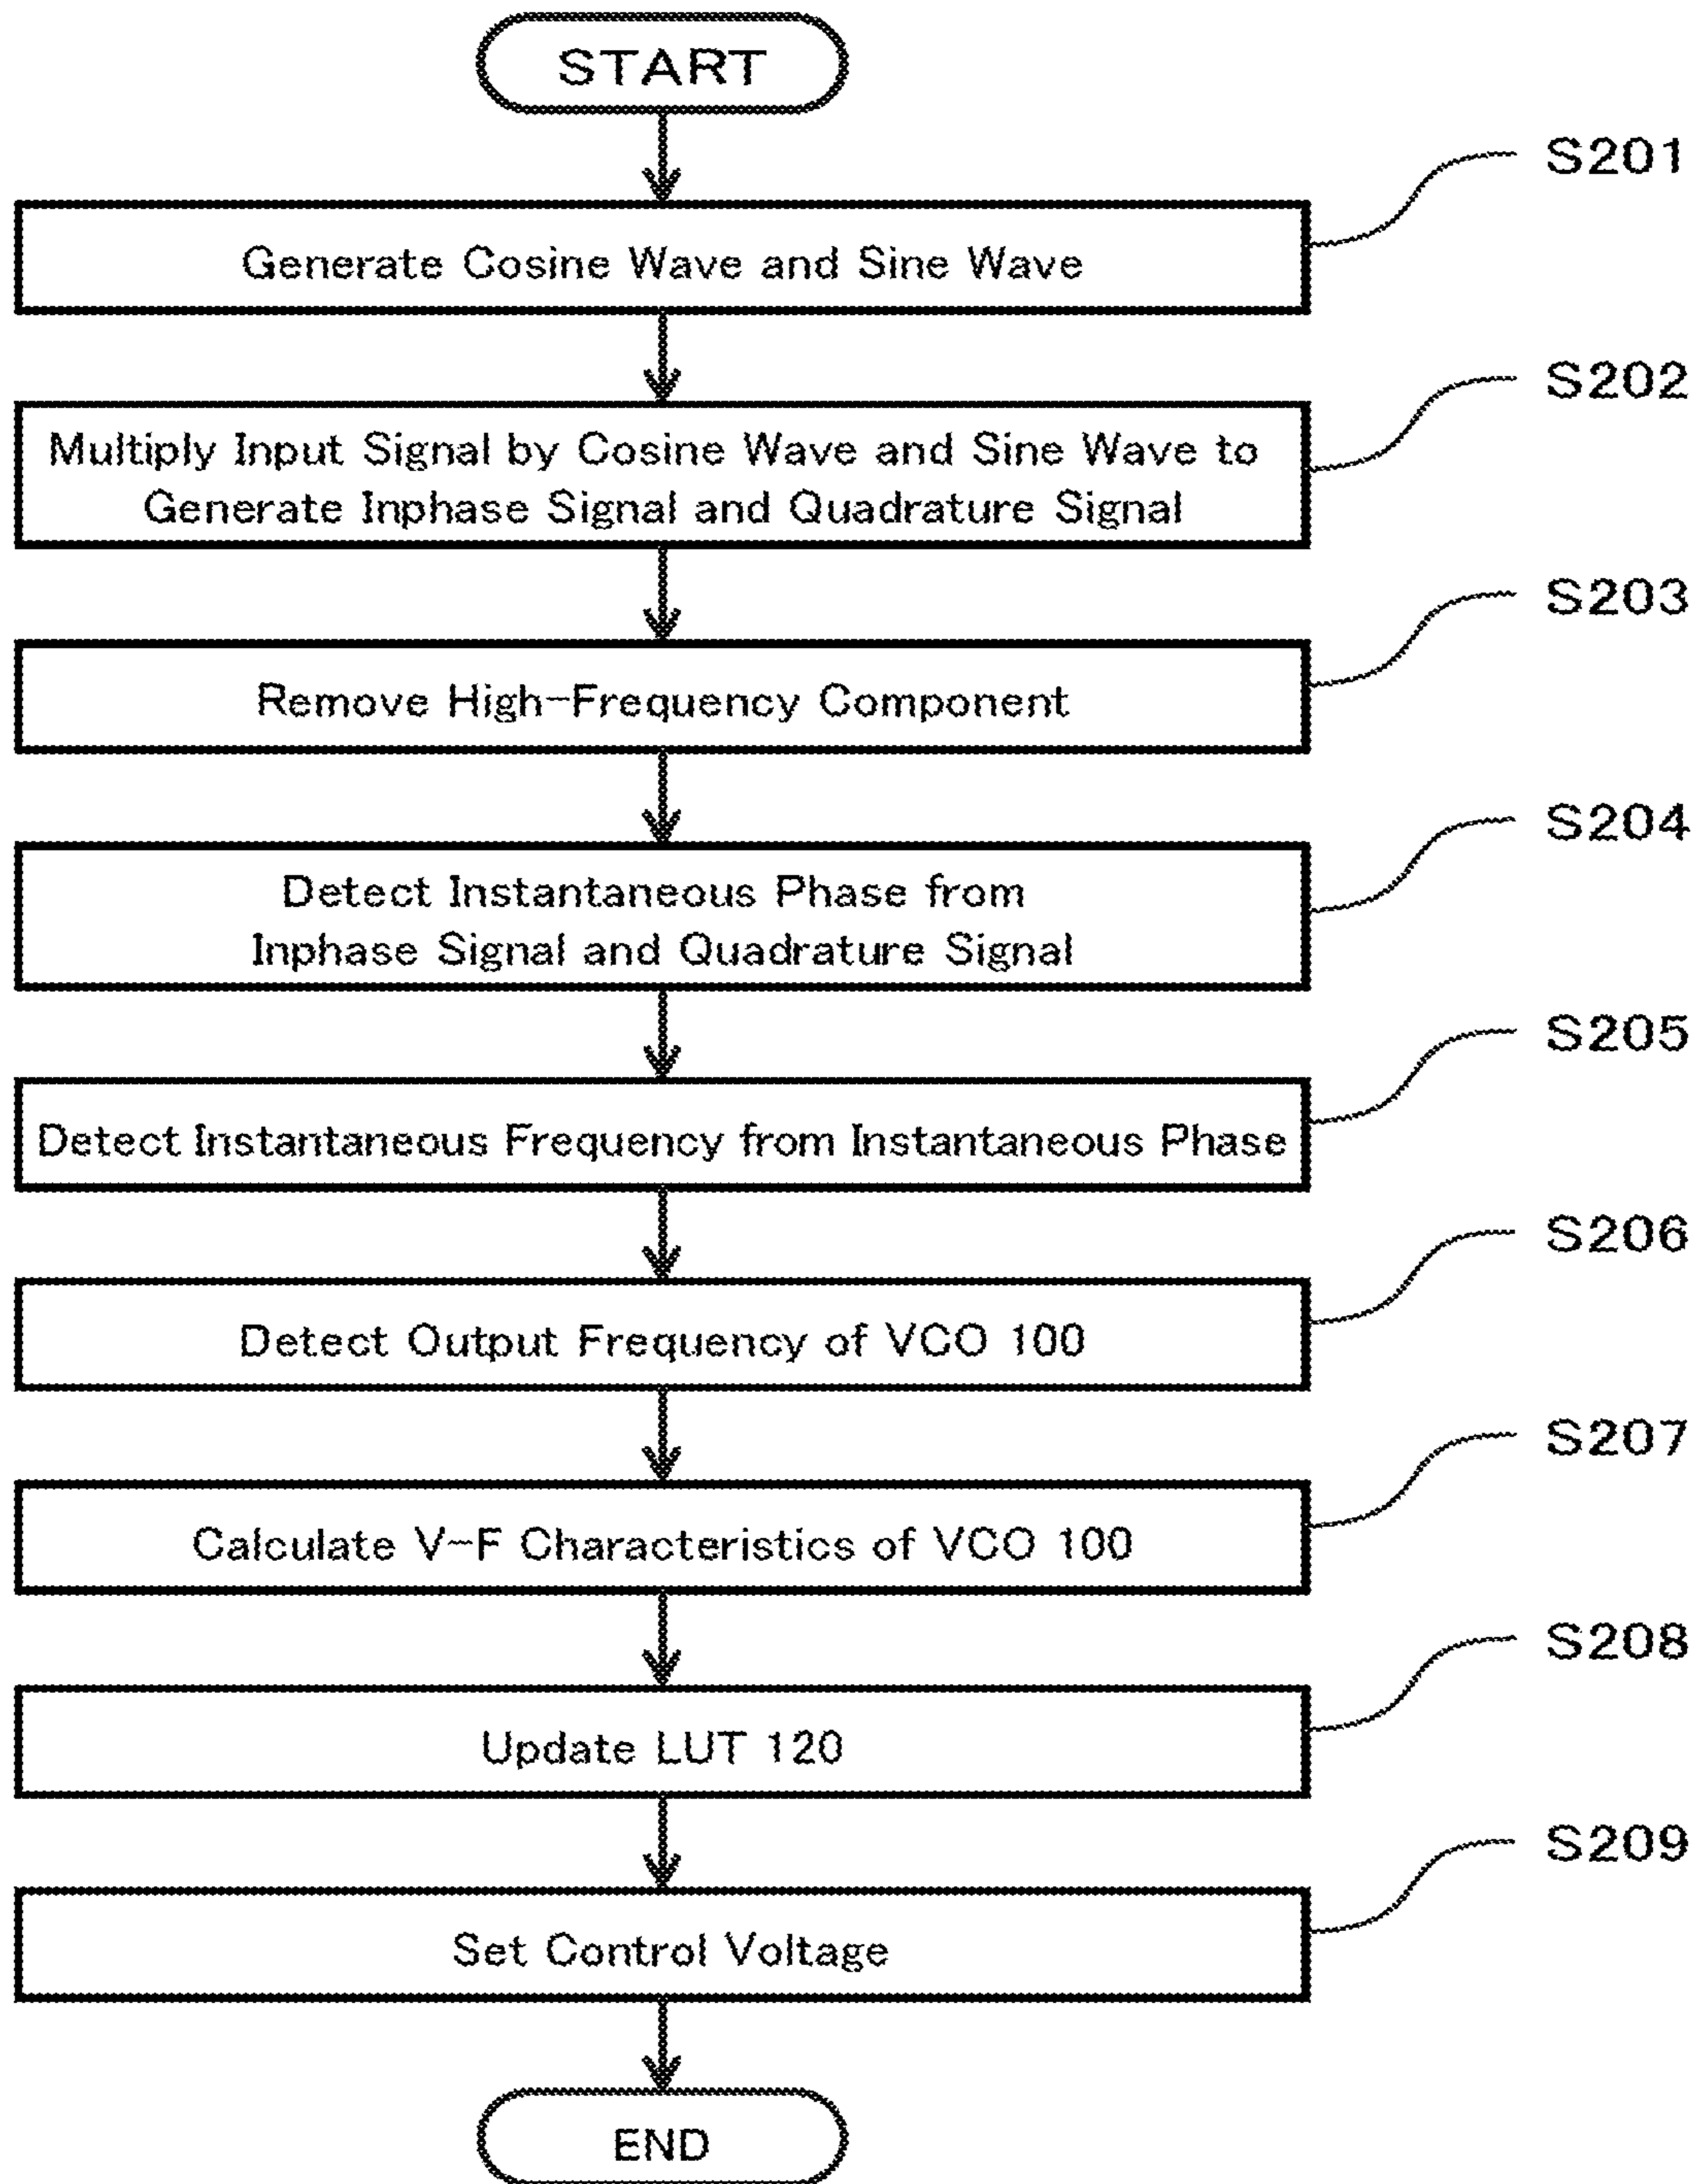 START
S201
Generate Cosine Wave and Sine Wave
S202
Multiply Input Signal by Cosine Wave and Sine Wave to
Generate Inphase Signal and Quadrature Signal
S203
Remove High-Frequency Component
S204
Detect Instantaneous Phase from
Inphase Signal and Quadrature Signal
S205
Detect Instantaneous Frequency from Instantaneous Phase
S206
Detect Output Frequency of VCO 100
S207
Calculate V-F Characteristics of VCO 100
S208
Update LUT 120
S209
Set Control Voltage
END